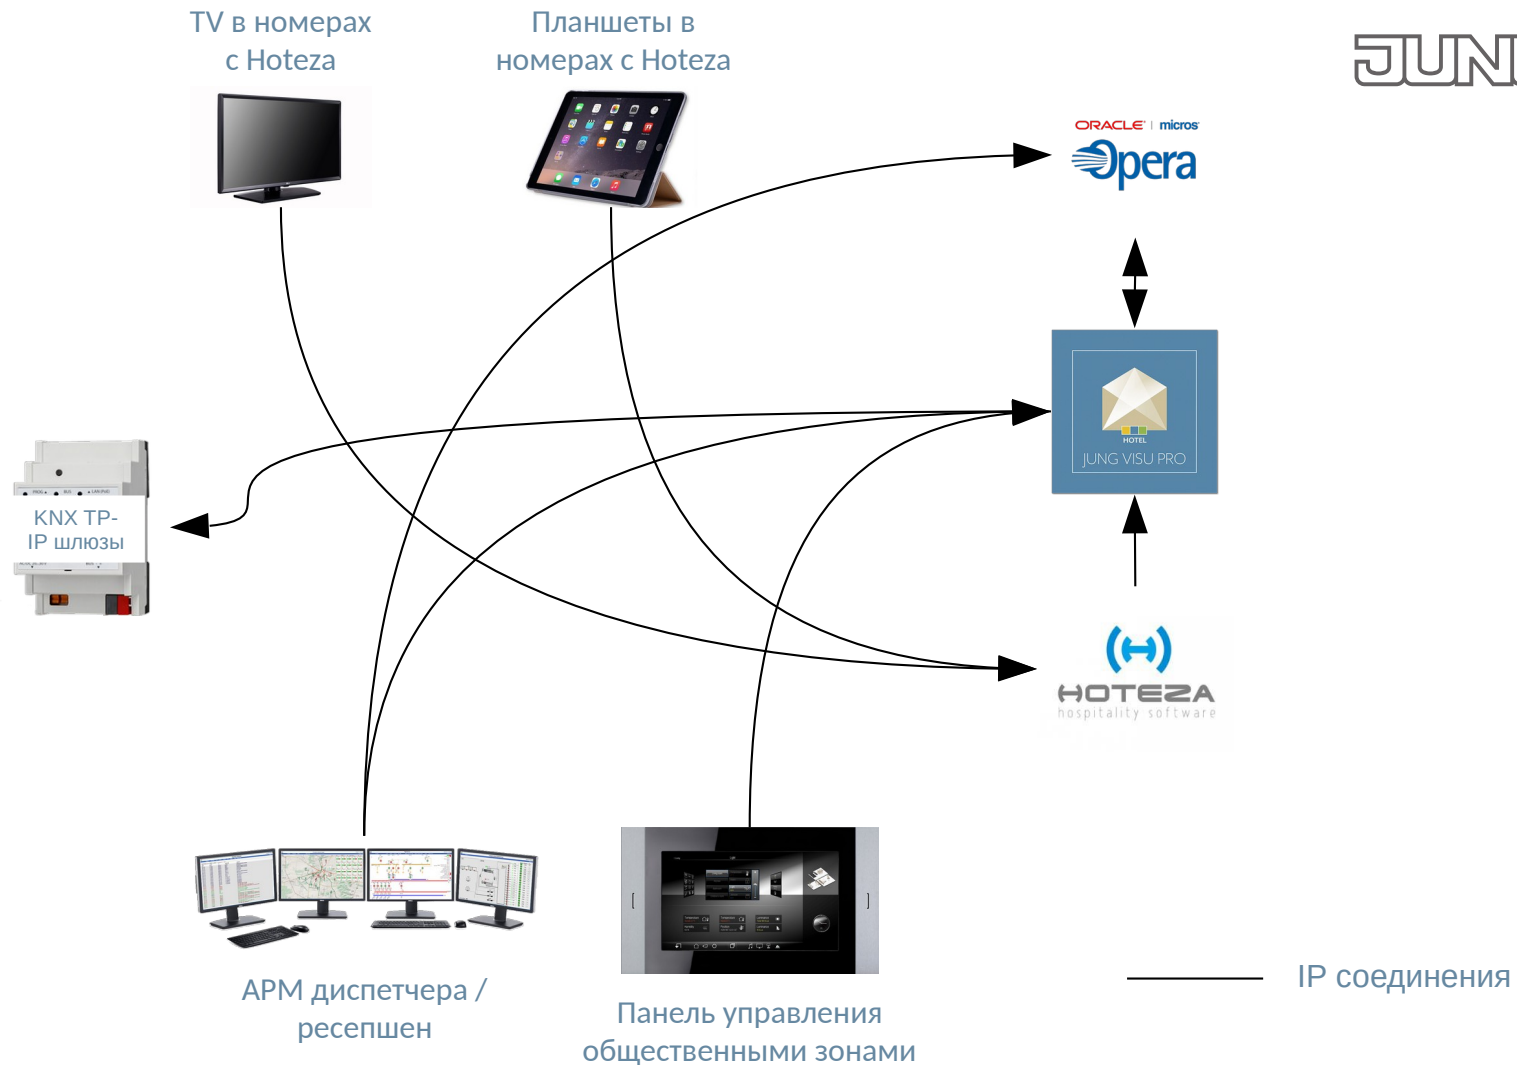 TV в номерах
с Hoteza
Планшеты в
номерах с Hoteza
JUN
ORACLE | micros
Opera
HOTEL
JUNG VISU PRO
KNX TP-
IP шлюзы
HOTEZA
hospitality software
АРМ диспетчера /
ресепшен
Панель управления
общественными зонами
IP соединения